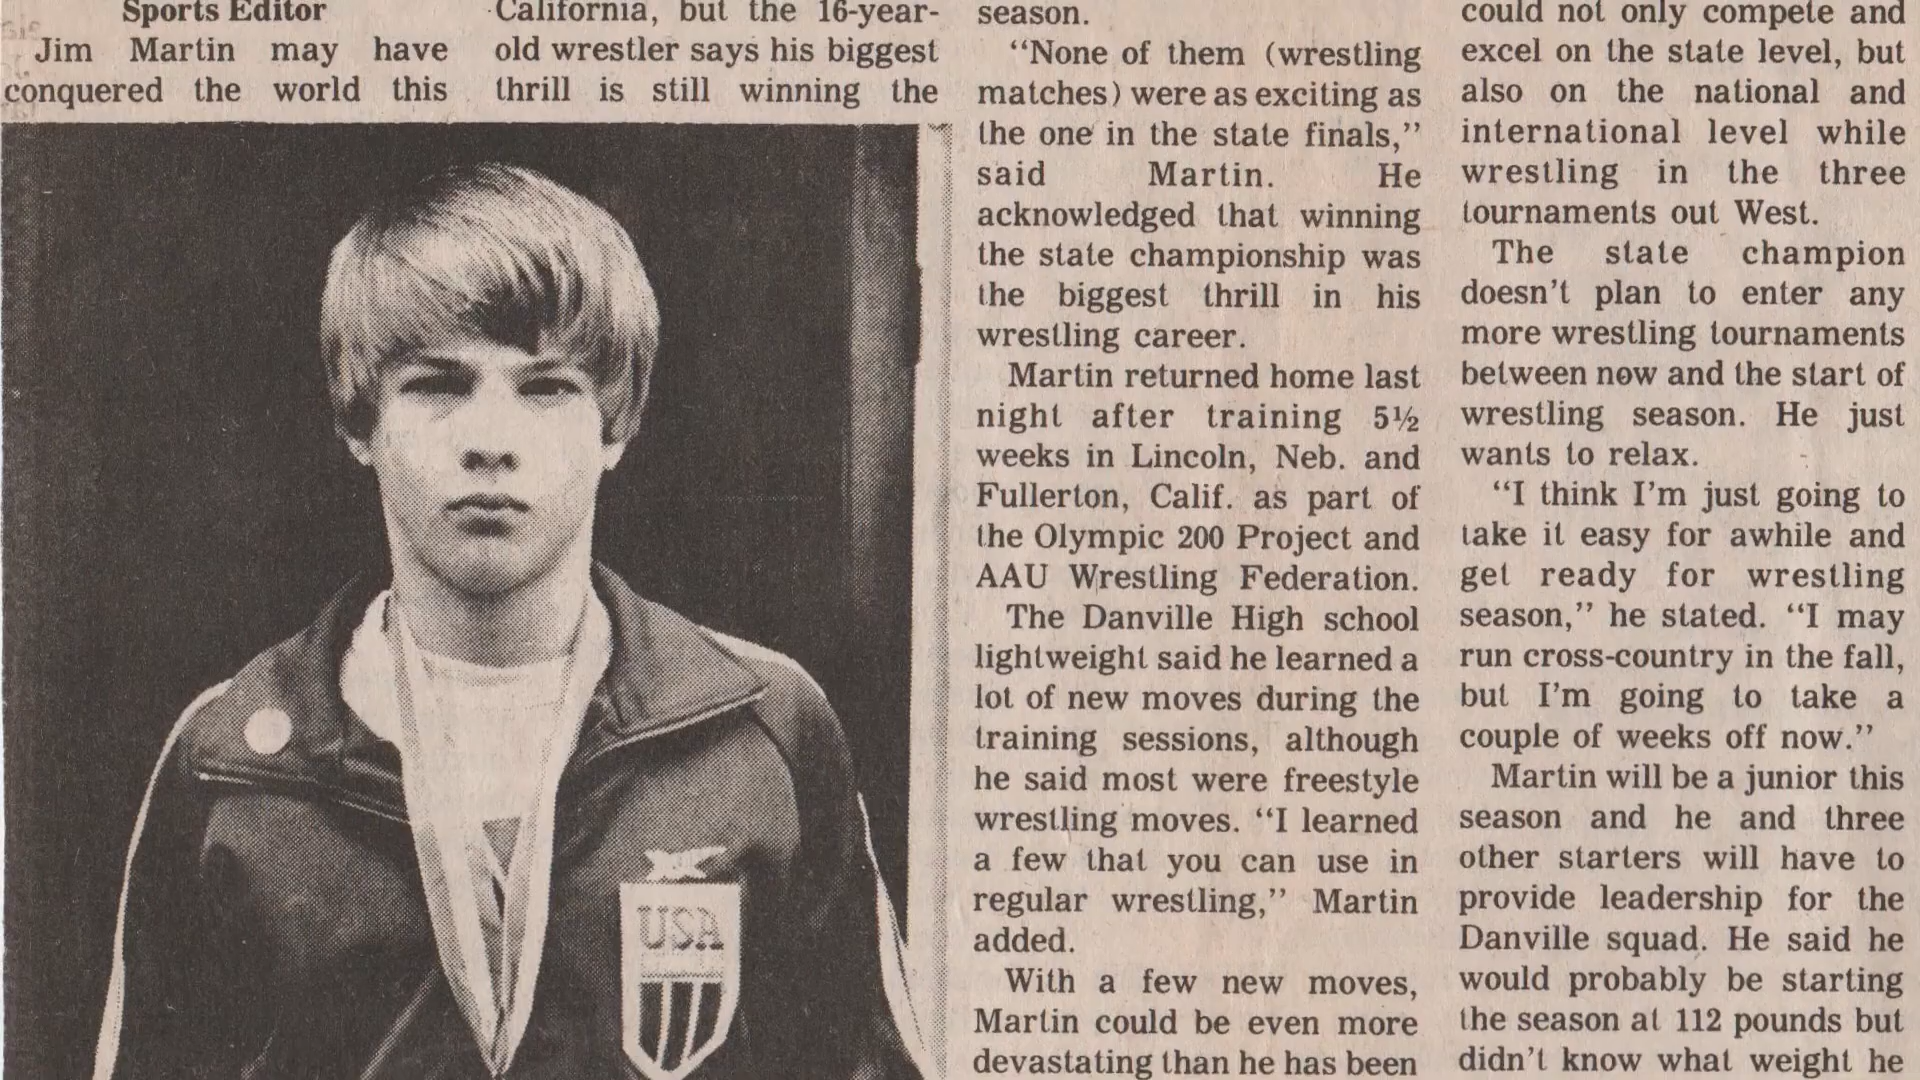 Sports Editor
Jim Martin may have
conquered the world this
California, but the 16-year-
old wrestler says his biggest
thrill is still winning the
USA
season.
“None of them (wrestling
matches) were as exciting as
the one in the state finals,”
said Martin. He
acknowledged that winning
the state championship was
the biggest thrill in his
wrestling career.
Martin returned home last
night after training 5½
weeks in Lincoln, Neb. and
Fullerton, Calif. as part of
the Olympic 200 Project and
AAU Wrestling Federation.
The Danville High school
lightweight said he learned a
lot of new moves during the
training sessions, although
he said most were freestyle
wrestling moves. “I learned
a few that you can use in
regular wrestling,” Martin
added.
With a few new moves,
Martin could be even more
devastating than he has been
could not only compete and
excel on the state level, but
also on the national and
international level while
wrestling in the three
tournaments out West.
The state champion
doesn’t plan to enter any
more wrestling tournaments
between now and the start of
wrestling season. He just
wants to relax.
“I think I’m just going to
take it easy for awhile and
get ready for wrestling
season,” he stated. “I may
run cross-country in the fall,
but I’m going to take a
couple of weeks off now.”
Martin will be a junior this
season and he and three
other starters will have to
provide leadership for the
Danville squad. He said he
would probably be starting
the season at 112 pounds but
didn’t know what weight he